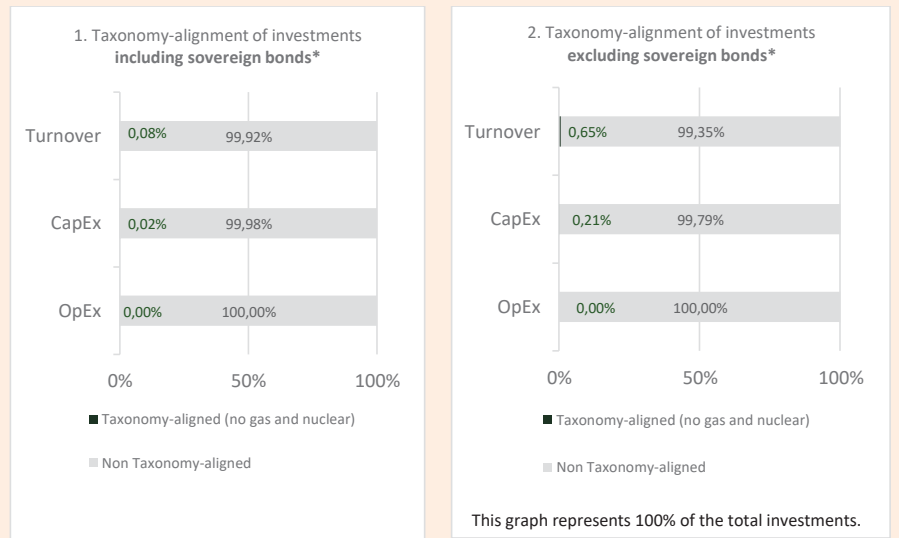 1. Taxonomy-alignment of investments
including sovereign bonds*
Turnover
0,08%
99,92%
CapEx
0,02%
99,98%
OpEx
0,00%
100,00%
0%
50%
100%
Taxonomy-aligned (no gas and nuclear)
Non Taxonomy-aligned
2. Taxonomy-alignment of investments
excluding sovereign bonds*
Turnover
0,65%
99,35%
CapEx
0,21%
99,79%
OpEx
0,00%
100,00%
0%
50%
100%
Taxonomy-aligned (no gas and nuclear)
Non Taxonomy-aligned
This graph represents 100% of the total investments.